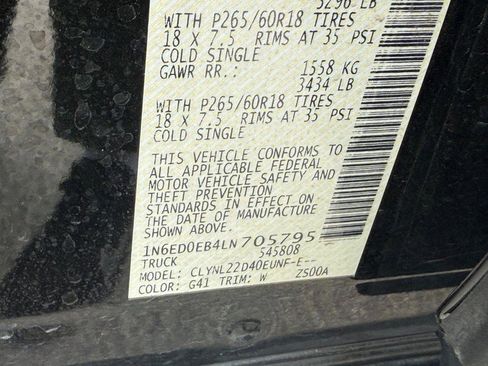 5296 LB
WITH P265/60R18 TIRES
18 X 7.5 RIMS AT 35 PSI
COLD SINGLE
GAWR RR.: 1558 KG
3434 LB
WITH P265/60R18 TIRES
18 X 7.5 RIMS AT 35 PSI
COLD SINGLE
THIS VEHICLE CONFORMS TO
ALL APPLICABLE FEDERAL
MOTOR VEHICLE SAFETY AND
THEFT PREVENTION
STANDARDS IN EFFECT ON
THE DATE OF MANUFACTURE
SHOWN ABOVE.
1N6ED0EB4LN705795
TRUCK 545808
MODEL: CLYNL22D40EUNF-E--
COLOR: G41 TRIM: W ZS00A